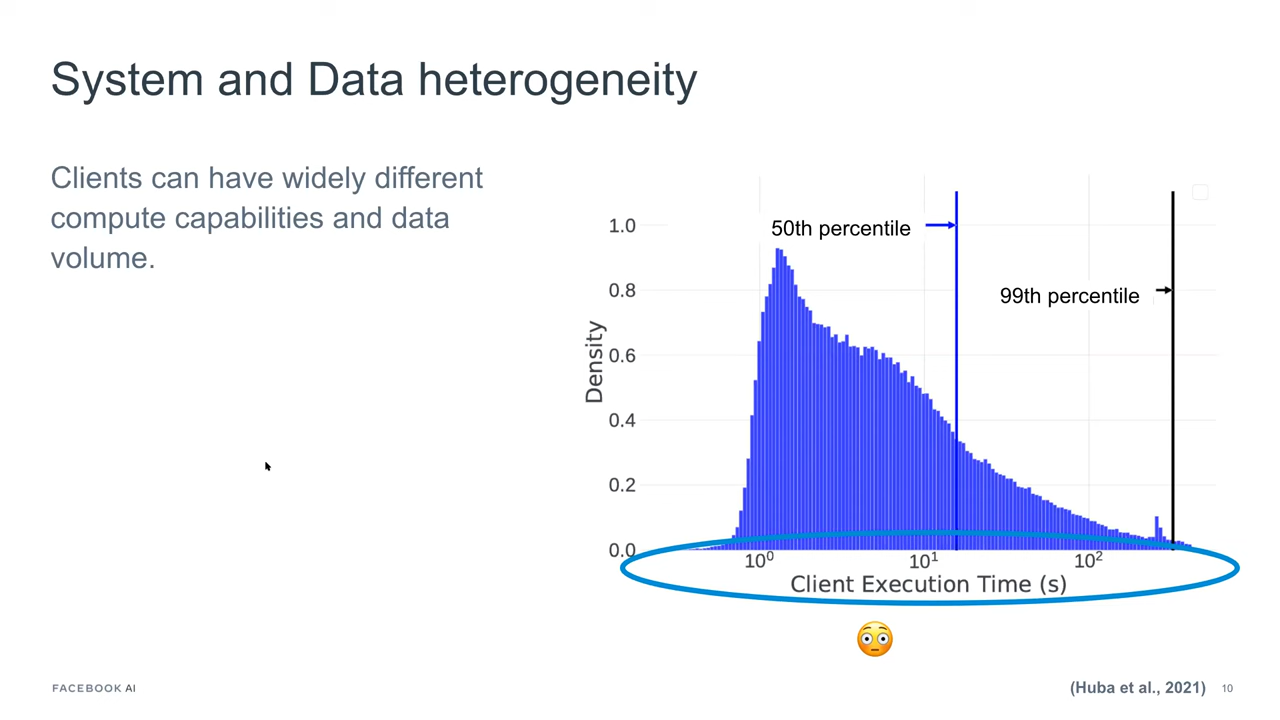 System and Data heterogeneity
Clients can have widely different
compute capabilities and data
volume.
50th percentile
99th percentile
Density
1.0
0.8
0.6
0.4
0.2
0.0
10⁰
10¹
10²
Client Execution Time (s)
FACEBOOK AI
(Huba et al., 2021)
10